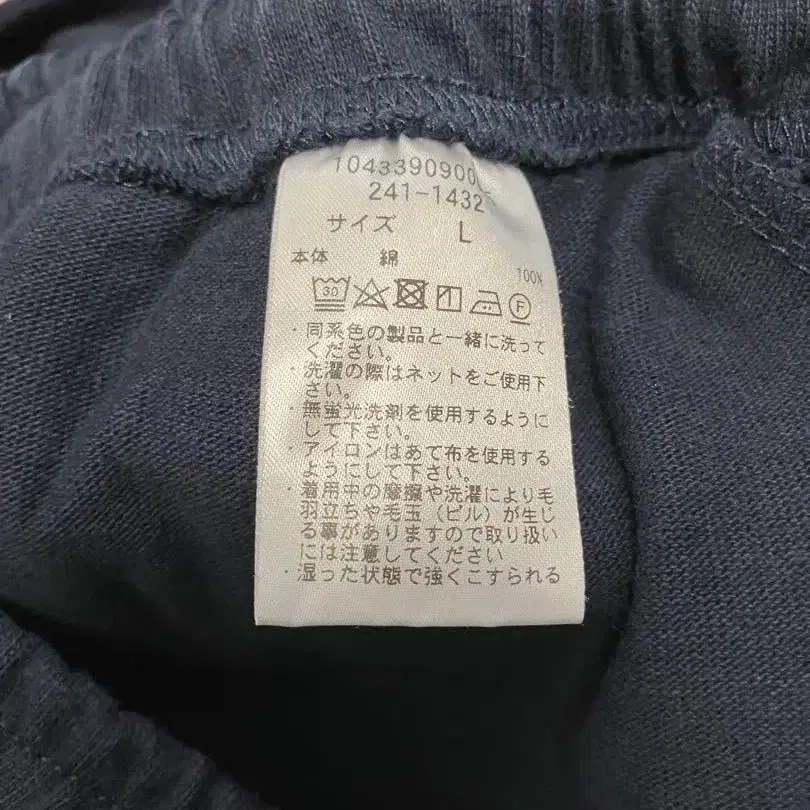 10433909000
241-1432
サイズ L
本体 綿 100%
30 F
・同系色の製品と一緒に洗って
ください。
・洗濯の際はネットをご使用下
さい。
・無蛍光洗剤を使用するように
して下さい。
・アイロンはあて布を使用する
ようにして下さい。
・着用中の摩擦や洗濯により毛
羽立ちや毛玉（ピル）が生じ
る事がありますので取り扱い
には注意してください
・湿った状態で強くこすられる